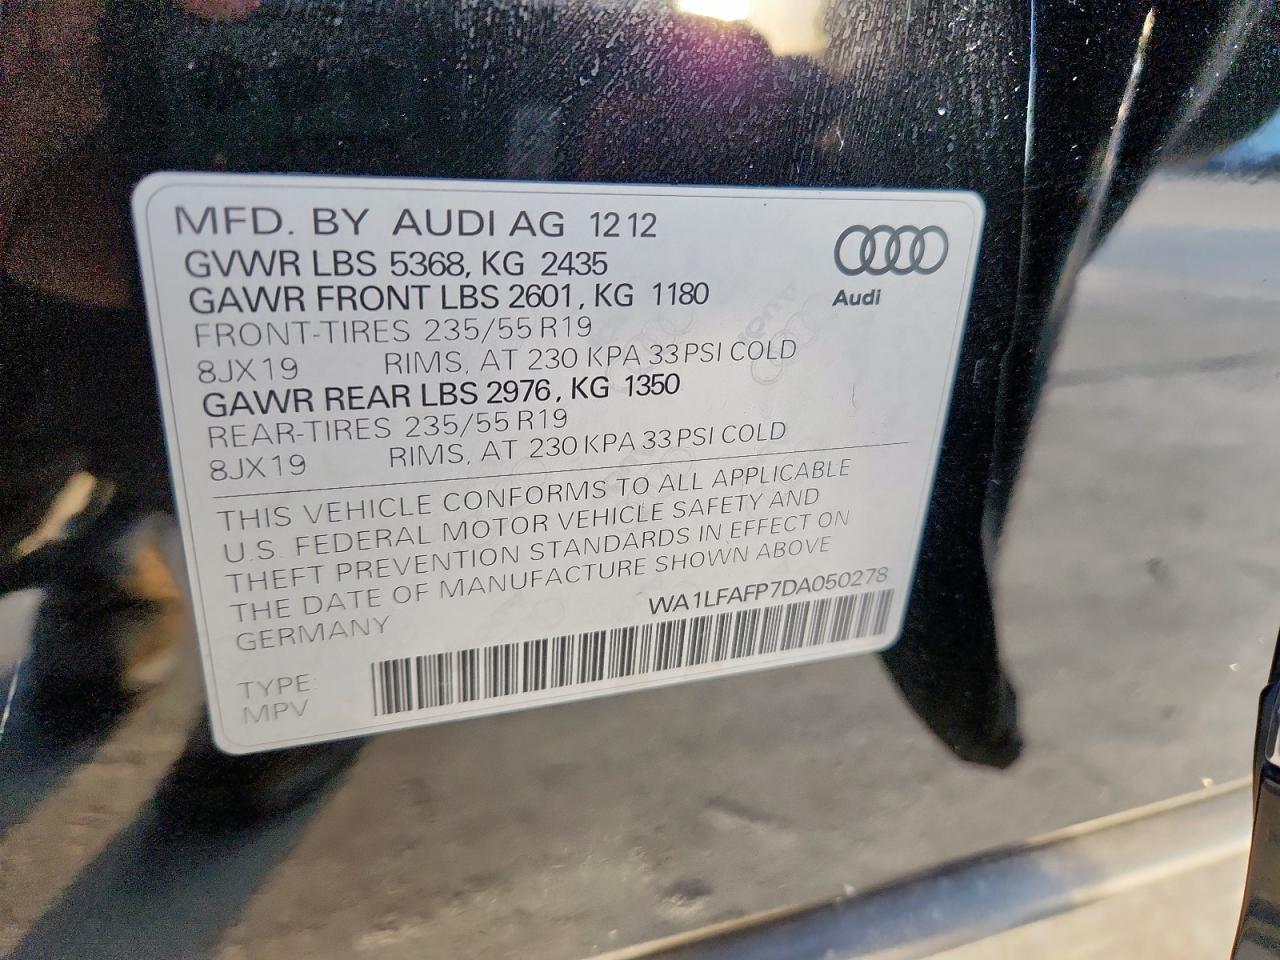 MFD. BY AUDI AG 12 12
GVWR LBS 5368, KG 2435
GAWR FRONT LBS 2601, KG 1180
FRONT-TIRES 235/55 R19
8JX19 RIMS, AT 230 KPA 33 PSI COLD
GAWR REAR LBS 2976, KG 1350
REAR-TIRES 235/55 R19
8JX19 RIMS, AT 230 KPA 33 PSI COLD
Audi
THIS VEHICLE CONFORMS TO ALL APPLICABLE
U.S. FEDERAL MOTOR VEHICLE SAFETY AND
THEFT PREVENTION STANDARDS IN EFFECT ON
THE DATE OF MANUFACTURE SHOWN ABOVE
GERMANY
WA1LFAFP7DA050278
TYPE:
MPV